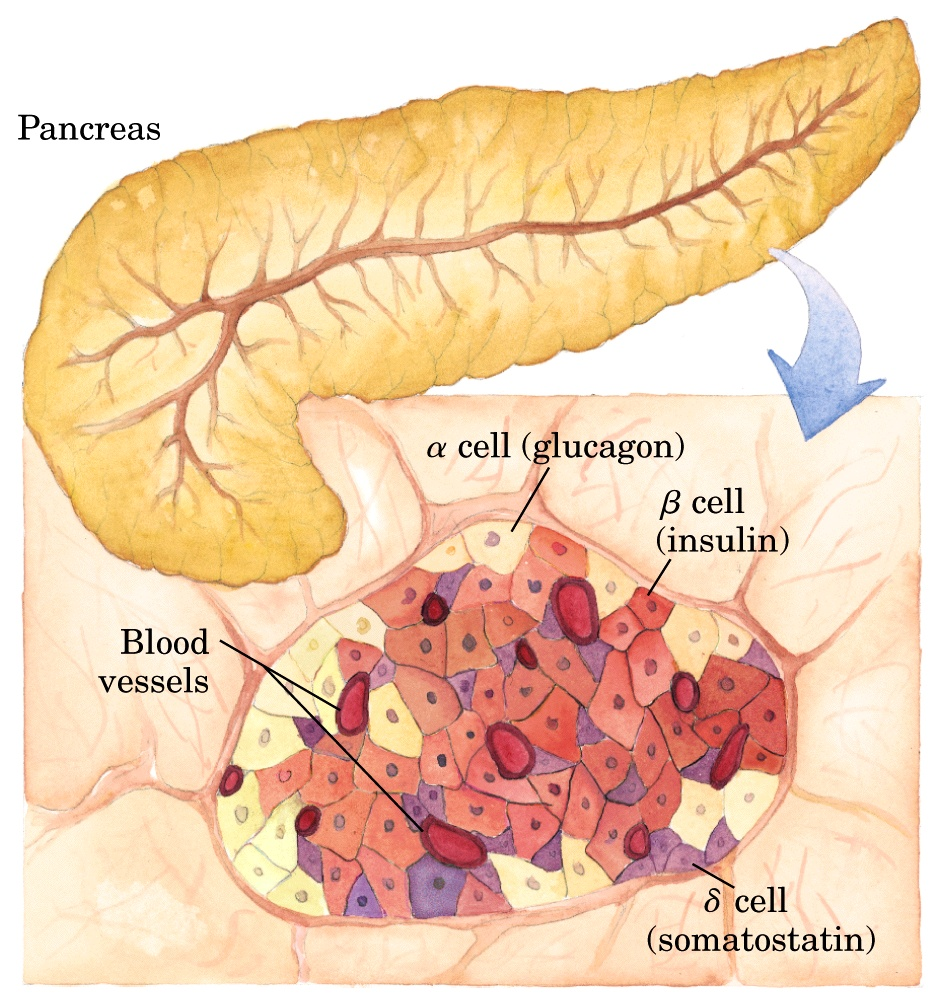 Pancreas
α cell (glucagon)
β cell
(insulin)
Blood
vessels
δ cell
(somatostatin)